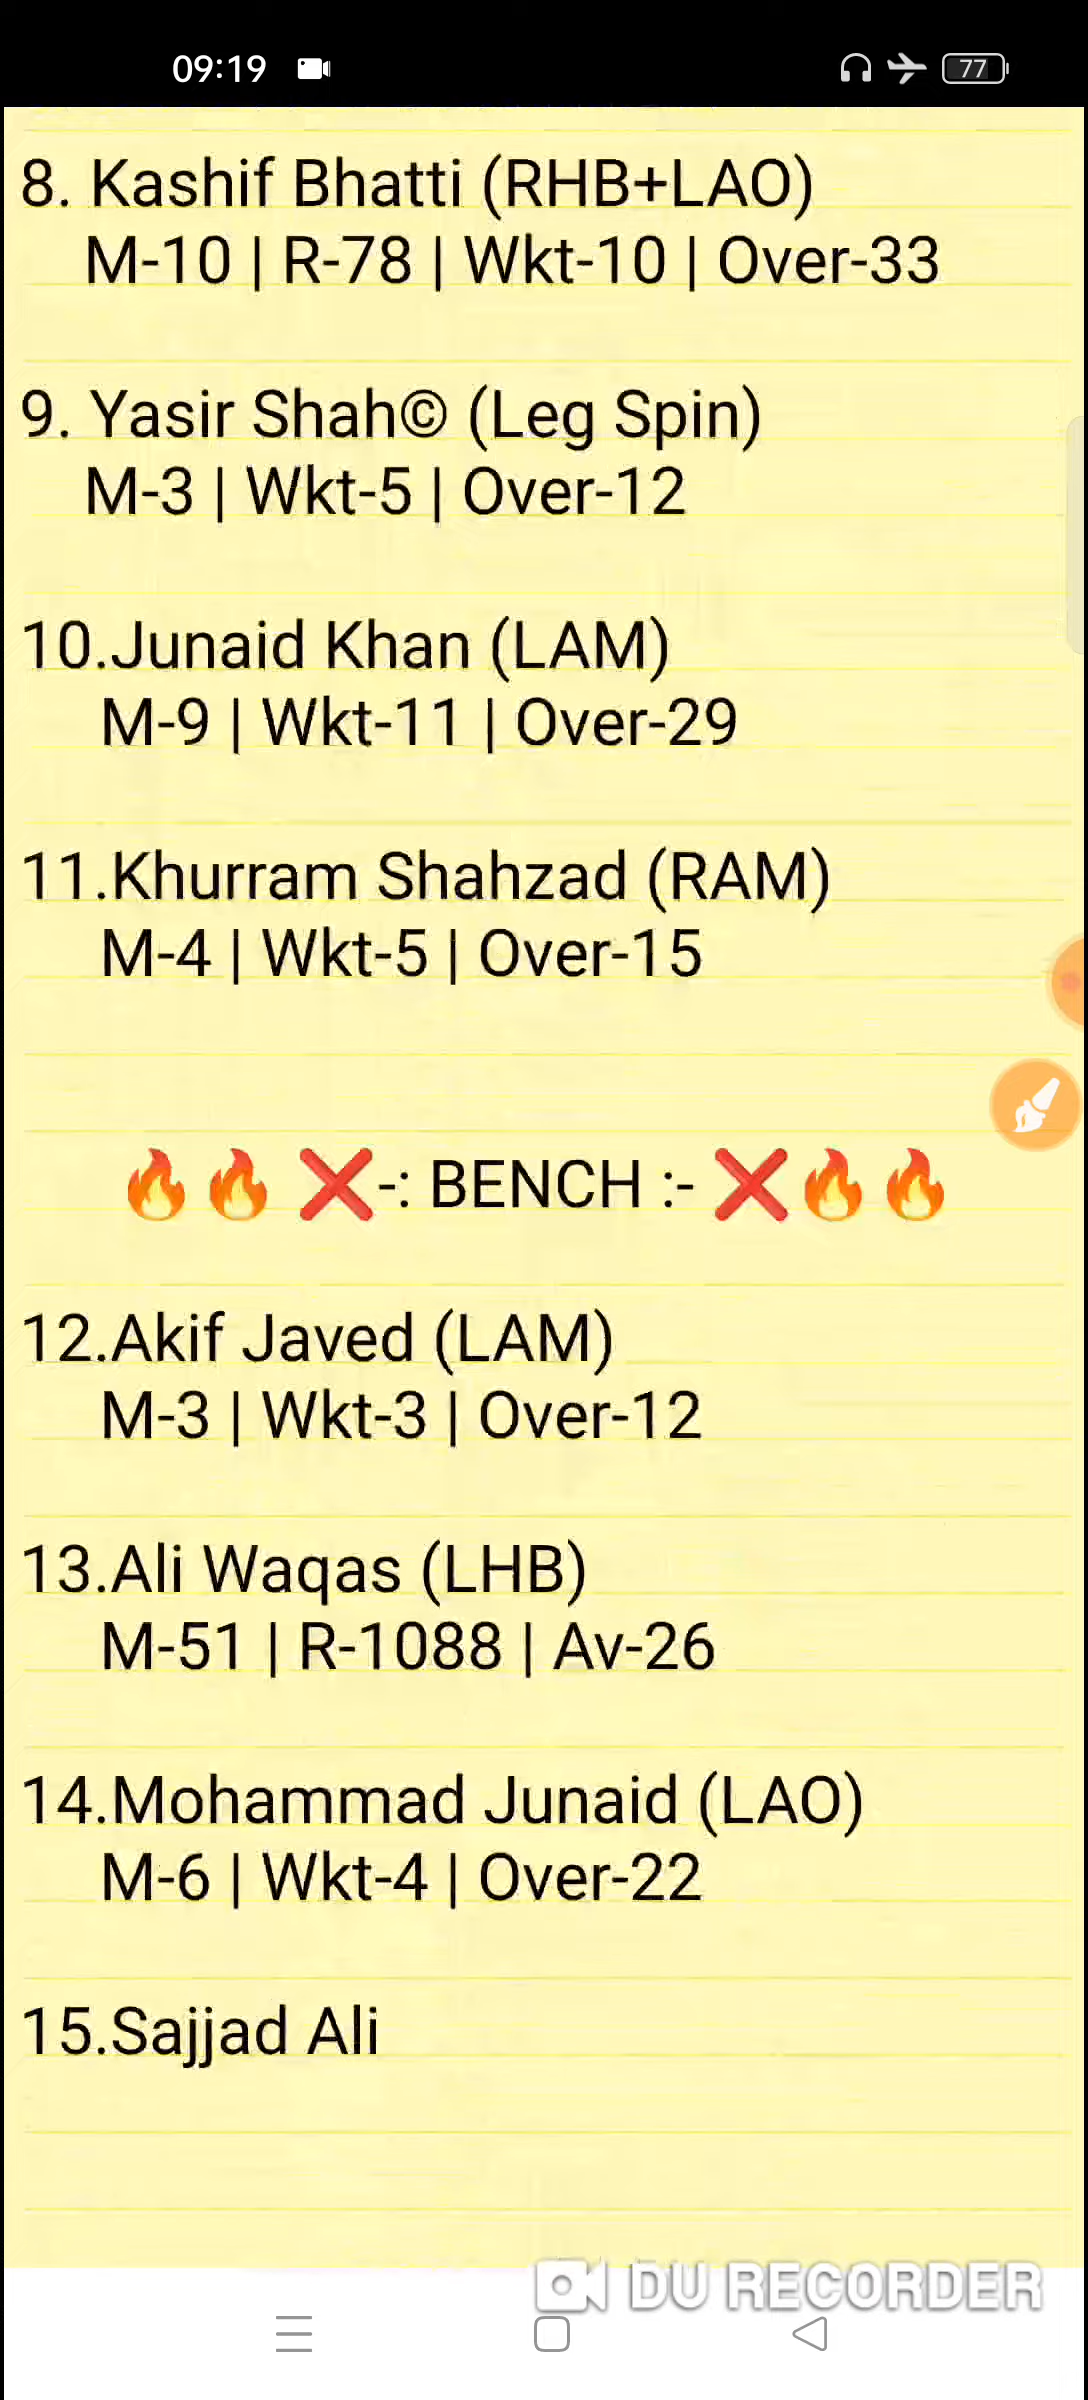 09:19
77
8. Kashif Bhatti (RHB+LAO)
M-10 | R-78 | Wkt-10 | Over-33
9. Yasir Shah© (Leg Spin)
M-3 | Wkt-5 | Over-12
10.Junaid Khan (LAM)
M-9 | Wkt-11 | Over-29
11.Khurram Shahzad (RAM)
M-4 | Wkt-5 | Over-15
🔥🔥 ❌-: BENCH :- ❌🔥🔥
12.Akif Javed (LAM)
M-3 | Wkt-3 | Over-12
13.Ali Waqas (LHB)
M-51 | R-1088 | Av-26
14.Mohammad Junaid (LAO)
M-6 | Wkt-4 | Over-22
15.Sajjad Ali
DU RECORDER